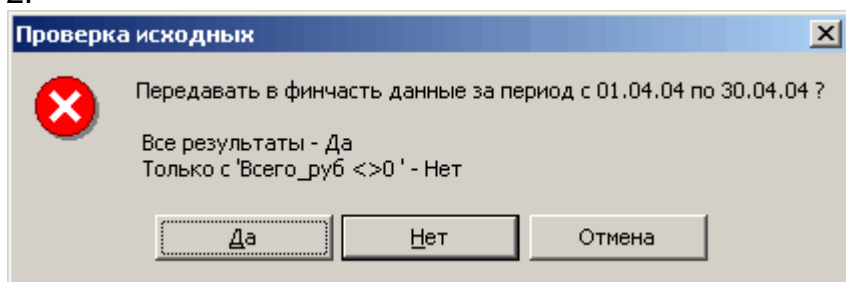 2.
Проверка исходных
Передавать в финчасть данные за период с 01.04.04 по 30.04.04 ?
Все результаты - Да
Только с 'Всего_руб <>0 ' - Нет
Да Нет Отмена